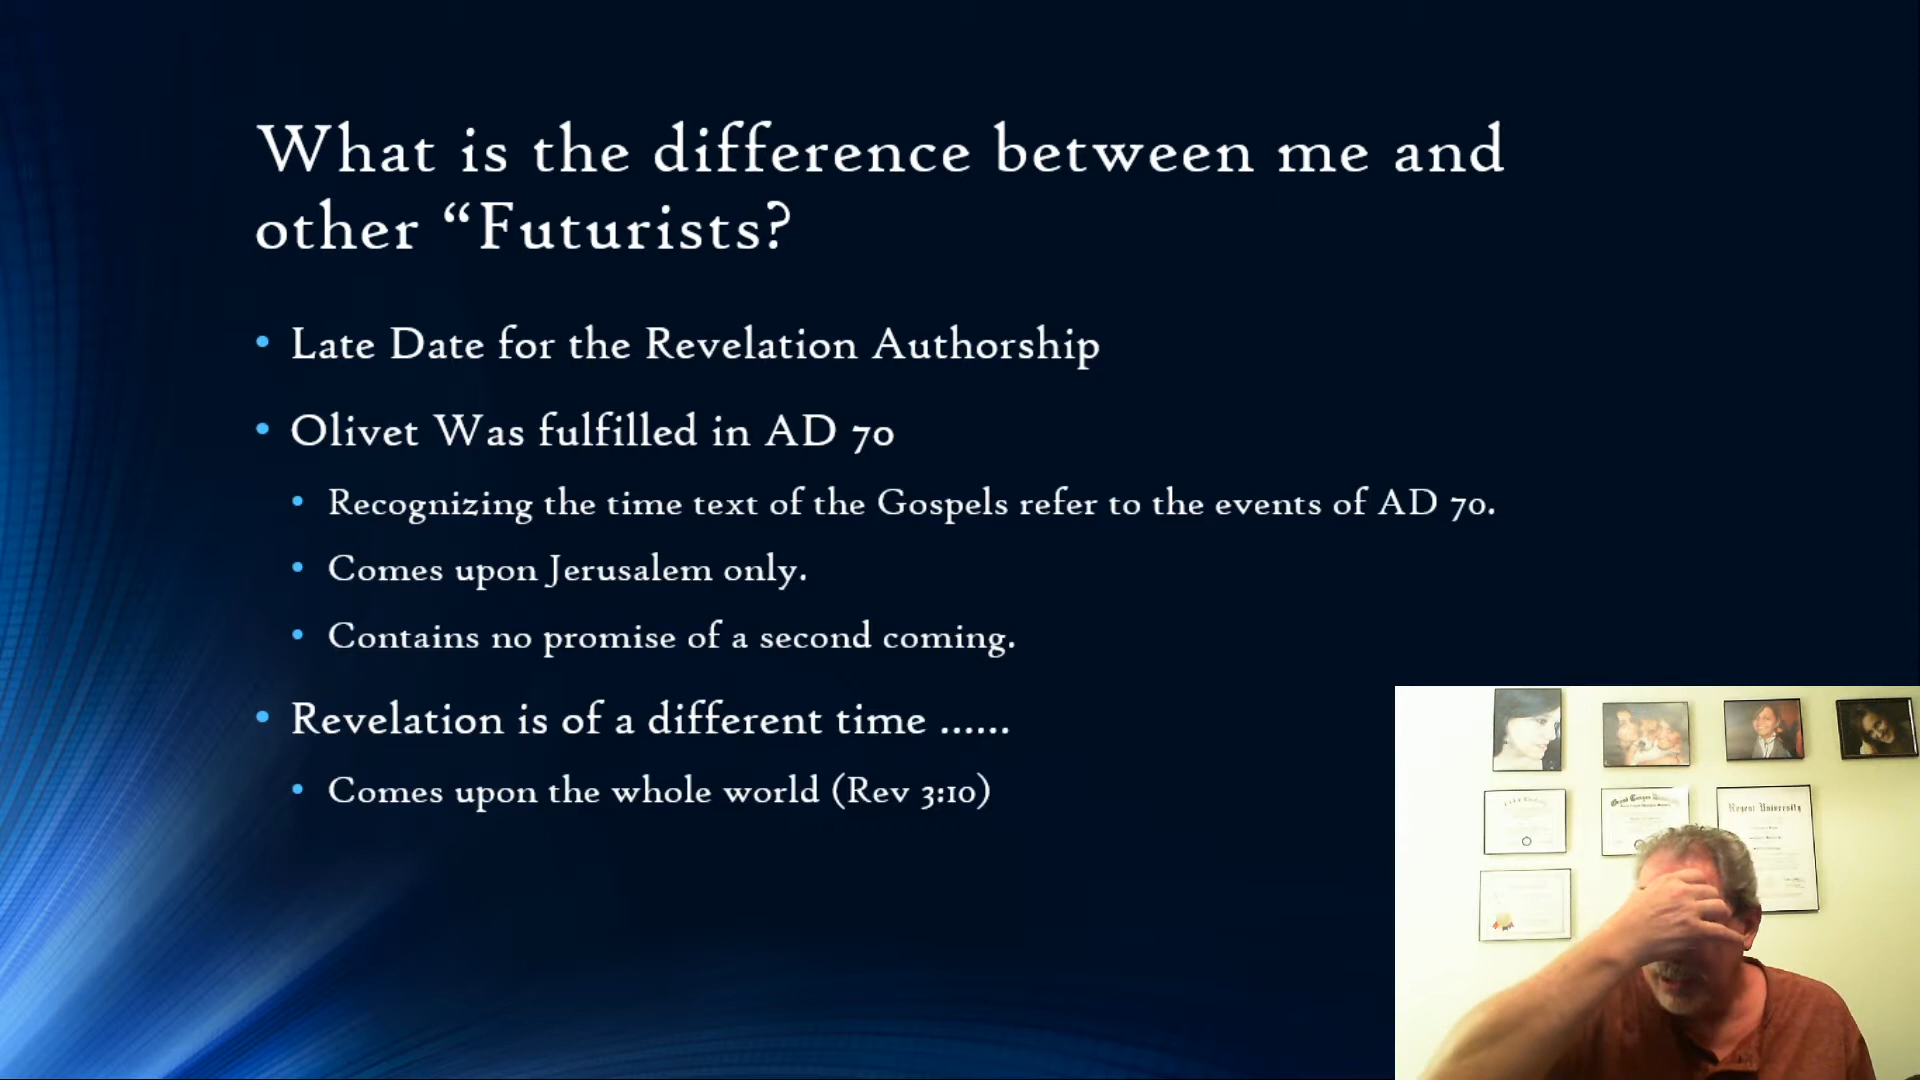 What is the difference between me and
other “Futurists?
• Late Date for the Revelation Authorship
• Olivet Was fulfilled in AD 70
• Recognizing the time text of the Gospels refer to the events of AD 70.
• Comes upon Jerusalem only.
• Contains no promise of a second coming.
• Revelation is of a different time ......
• Comes upon the whole world (Rev 3:10)
Regent University